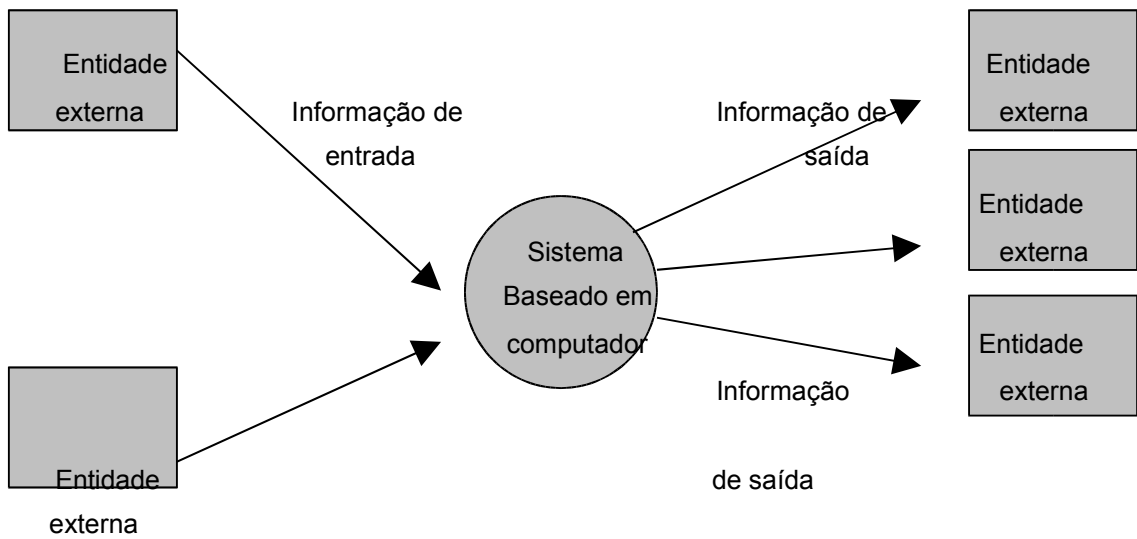 Entidade
externa
Informação de
entrada
Informação de
saída
Entidade
externa
Entidade
externa
Sistema
Baseado em
computador
Entidade
externa
Informação
de saída
Entidade
externa